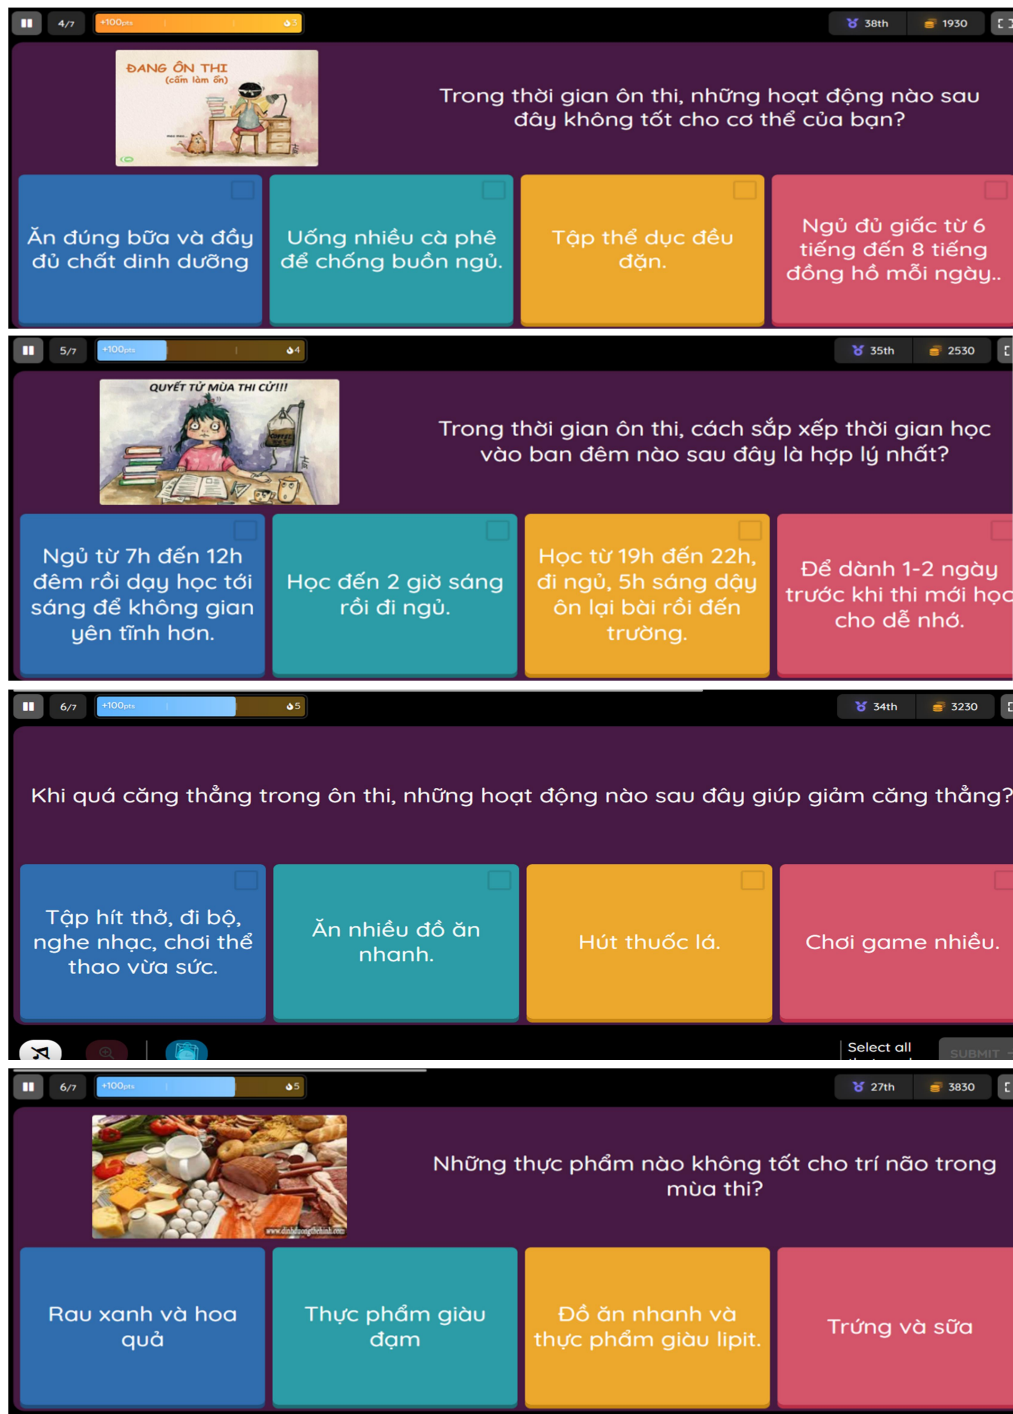 4/7
+100pts
3
38th
1930
ĐANG ÔN THI
(cấm làm ồn)
Trong thời gian ôn thi, những hoạt động nào sau
đây không tốt cho cơ thể của bạn?
Ăn đúng bữa và đầy
đủ chất dinh dưỡng
Uống nhiều cà phê
để chống buồn ngủ.
Tập thể dục đều
đặn.
Ngủ đủ giấc từ 6
tiếng đến 8 tiếng
đồng hồ mỗi ngày..
5/7
+100pts
4
35th
2530
QUYẾT TỬ MÙA THI CỬ!!!
Trong thời gian ôn thi, cách sắp xếp thời gian học
vào ban đêm nào sau đây là hợp lý nhất?
Ngủ từ 7h đến 12h
đêm rồi dạy học tới
sáng để không gian
yên tĩnh hơn.
Học đến 2 giờ sáng
rồi đi ngủ.
Học từ 19h đến 22h,
đi ngủ, 5h sáng dậy
ôn lại bài rồi đến
trường.
Để dành 1-2 ngày
trước khi thi mới học
cho dễ nhớ.
6/7
+100pts
5
34th
3230
Khi quá căng thẳng trong ôn thi, những hoạt động nào sau đây giúp giảm căng thẳng?
Tập hít thở, đi bộ,
nghe nhạc, chơi thể
thao vừa sức.
Ăn nhiều đồ ăn
nhanh.
Hút thuốc lá.
Chơi game nhiều.
Select all
SUBMIT
6/7
+100pts
5
27th
3830
www.dinhduongthehinh.com
Những thực phẩm nào không tốt cho trí não trong
mùa thi?
Rau xanh và hoa
quả
Thực phẩm giàu
đạm
Đồ ăn nhanh và
thực phẩm giàu lipit.
Trứng và sữa